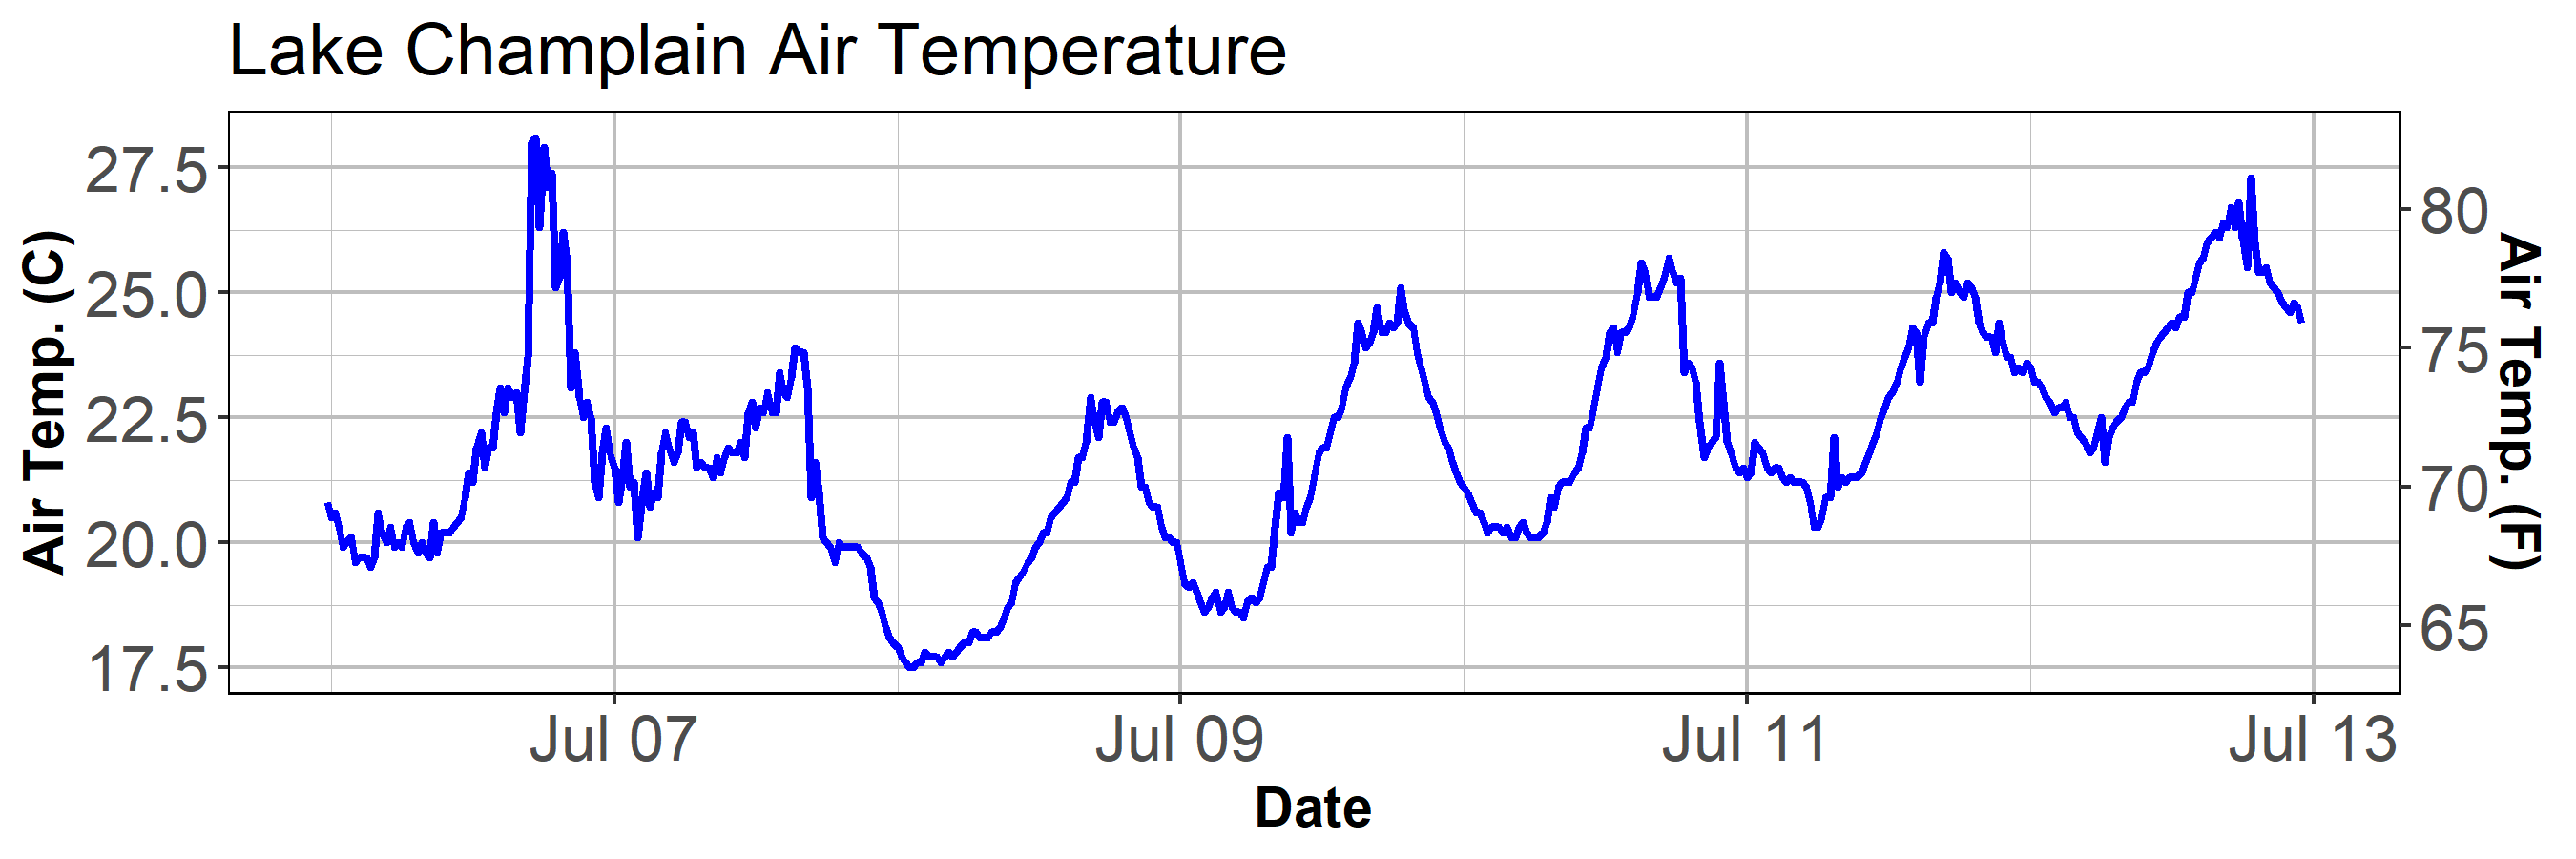 Lake Champlain Air Temperature
Air Temp. (C)
27.5
25.0
22.5
20.0
17.5
80
75
70
65
Air Temp. (F)
Jul 07
Jul 09
Jul 11
Jul 13
Date